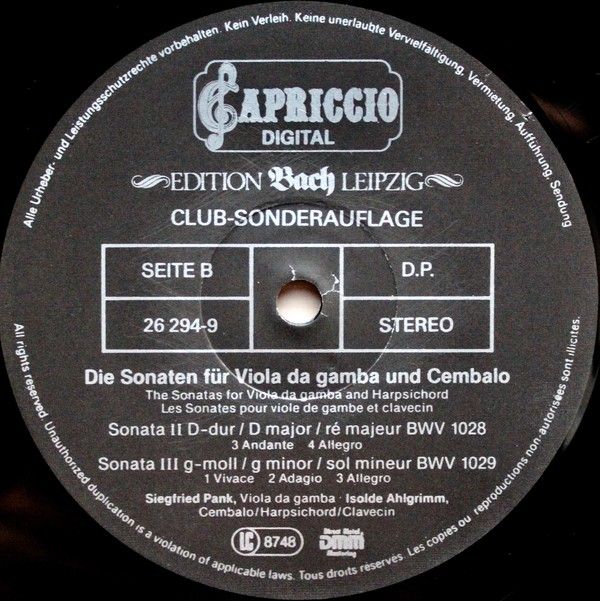 Alle Urheber- und Leistungsschutzrechte vorbehalten. Kein Verleih. Keine unerlaubte Vervielfältigung, Vermietung, Aufführung, Sendung
CAPRICCIO
DIGITAL
EDITION Bach LEIPZIG
CLUB-SONDERAUFLAGE
SEITE B
D.P.
26 294-9
STEREO
Die Sonaten für Viola da gamba und Cembalo
The Sonatas for Viola da gamba and Harpsichord
Les Sonates pour viole de gambe et clavecin
Sonata II D-dur / D major / ré majeur BWV 1028
3 Andante 4 Allegro
Sonata III g-moll / g minor / sol mineur BWV 1029
1 Vivace 2 Adagio 3 Allegro
Siegfried Pank, Viola da gamba · Isolde Ahlgrimm,
Cembalo/Harpsichord/Clavecin
LC 8748
Direct Metal
DMM
Mastering
All rights reserved. Unauthorized duplication is a violation of applicable laws. Tous droits réservés. Les copies ou reproductions non-autorisées sont illicites.